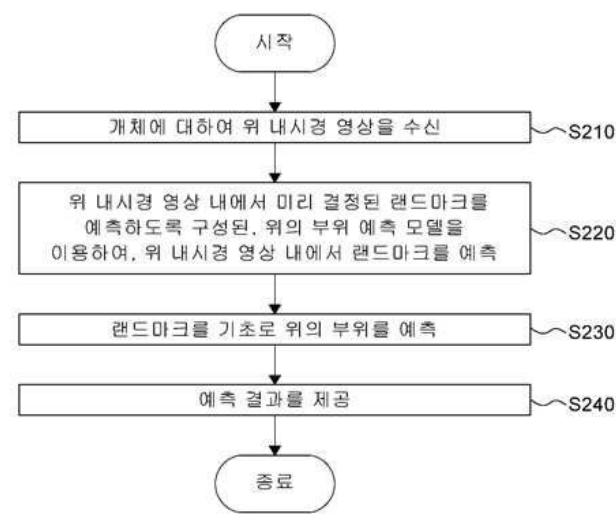 시작
개체에 대하여 위 내시경 영상을 수신
S210
위 내시경 영상 내에서 미리 결정된 랜드마크를
예측하도록 구성된, 위의 부위 예측 모델을
이용하여, 위 내시경 영상 내에서 랜드마크를 예측
S220
랜드마크를 기초로 위의 부위를 예측
S230
예측 결과를 제공
S240
종료